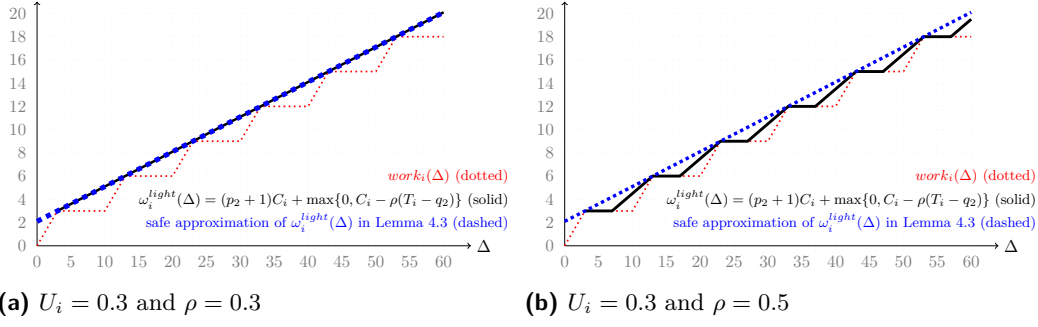 20
18
16
14
12
10
8
6
4
2
0
0 5 10 15 20 25 30 35 40 45 50 55 60
Δ
work_i(Δ) (dotted)
ω_i^{light}(Δ) = (p_2 + 1)C_i + max{0, C_i − ρ(T_i − q_2)} (solid)
safe approximation of ω_i^{light}(Δ) in Lemma 4.3 (dashed)
(a) U_i = 0.3 and ρ = 0.3
20
18
16
14
12
10
8
6
4
2
0
0 5 10 15 20 25 30 35 40 45 50 55 60
Δ
work_i(Δ) (dotted)
ω_i^{light}(Δ) = (p_2 + 1)C_i + max{0, C_i − ρ(T_i − q_2)} (solid)
safe approximation of ω_i^{light}(Δ) in Lemma 4.3 (dashed)
(b) U_i = 0.3 and ρ = 0.5